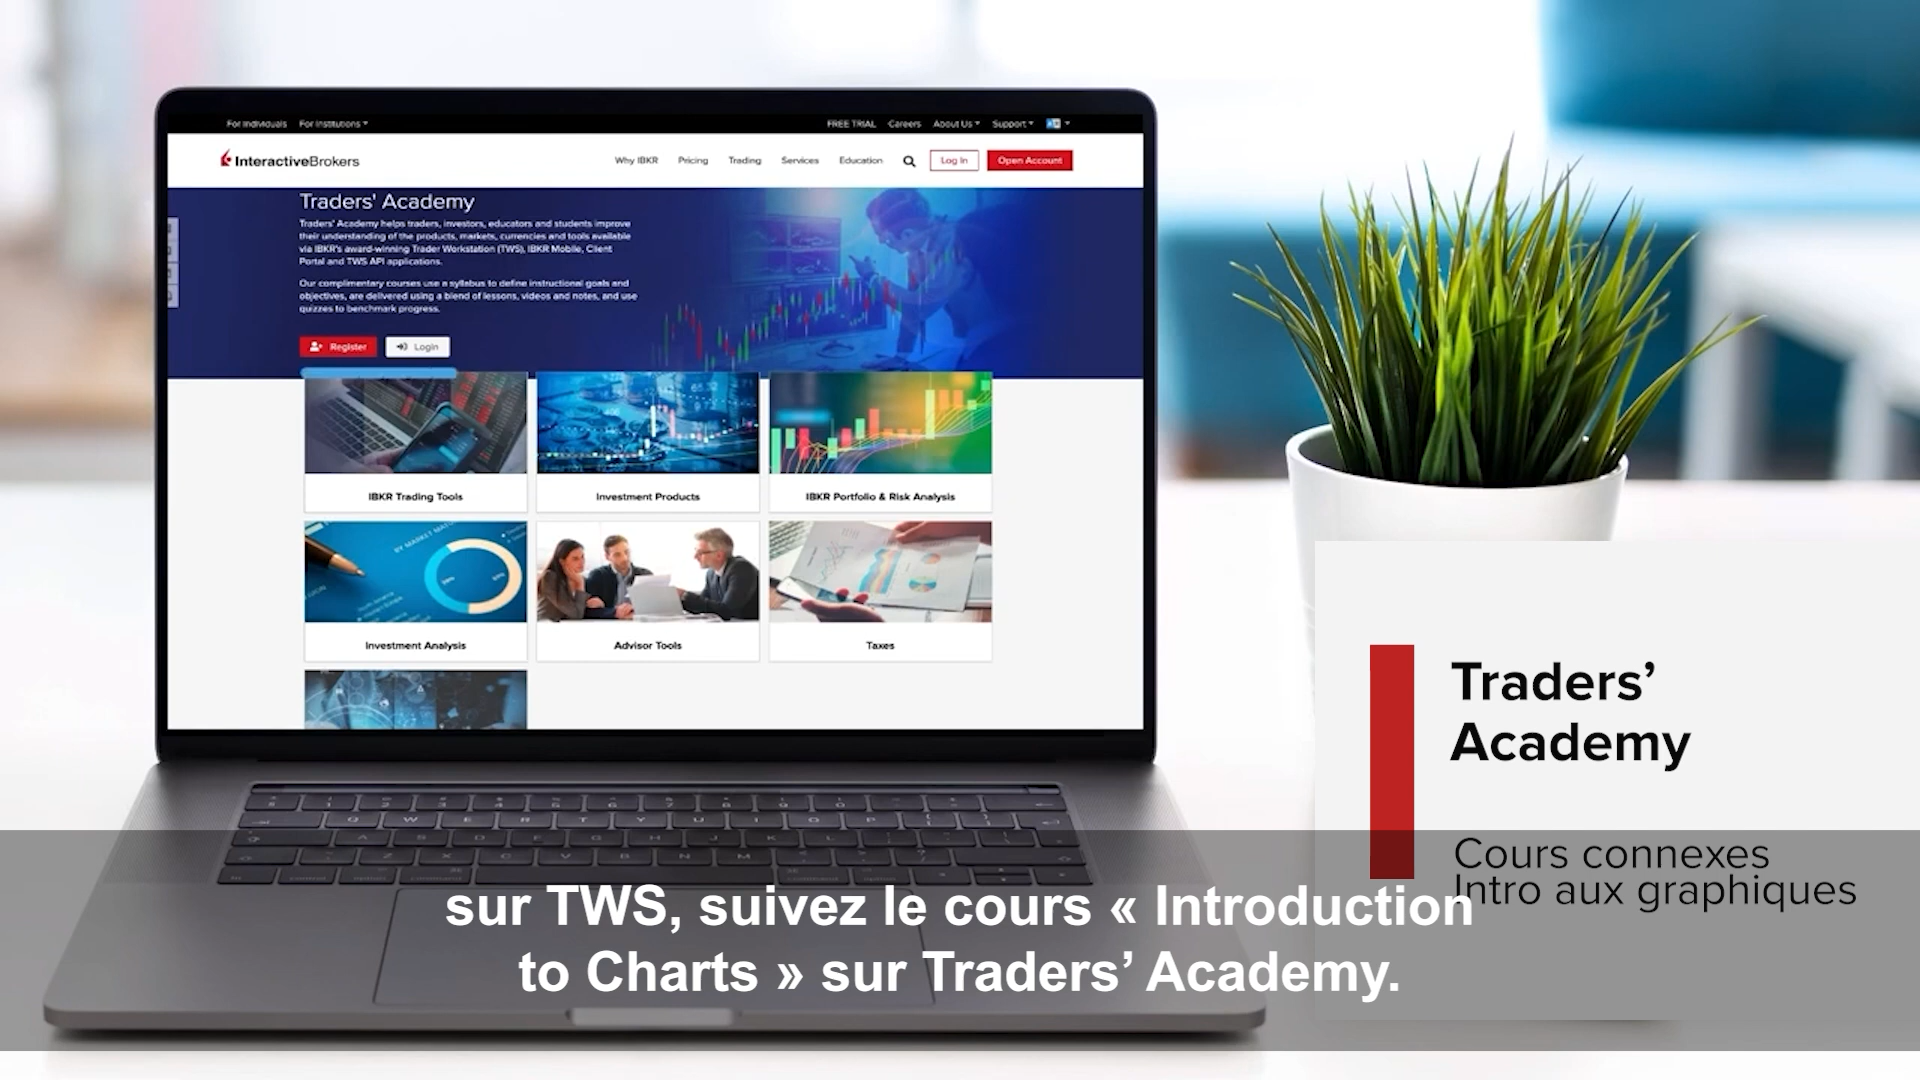 For Individuals For Institutions FREE TRIAL Careers About Us Support
InteractiveBrokers Why IBKR Pricing Trading Services Education Log In Open Account
Traders' Academy
Traders' Academy helps traders, investors, educators and students improve
their understanding of the products, markets, currencies and tools available
via IBKR's award-winning Trader Workstation (TWS), IBKR Mobile, Client
Portal and TWS API applications.
Our complimentary courses use a syllabus to define instructional goals and
objectives, are delivered using a blend of lessons, videos and notes, and use
quizzes to benchmark progress.
Register Login
IBKR Trading Tools Investment Products IBKR Portfolio & Risk Analysis
Investment Analysis Advisor Tools Taxes
Traders’
Academy
Cours connexes
Intro aux graphiques
sur TWS, suivez le cours « Introduction
to Charts » sur Traders’ Academy.